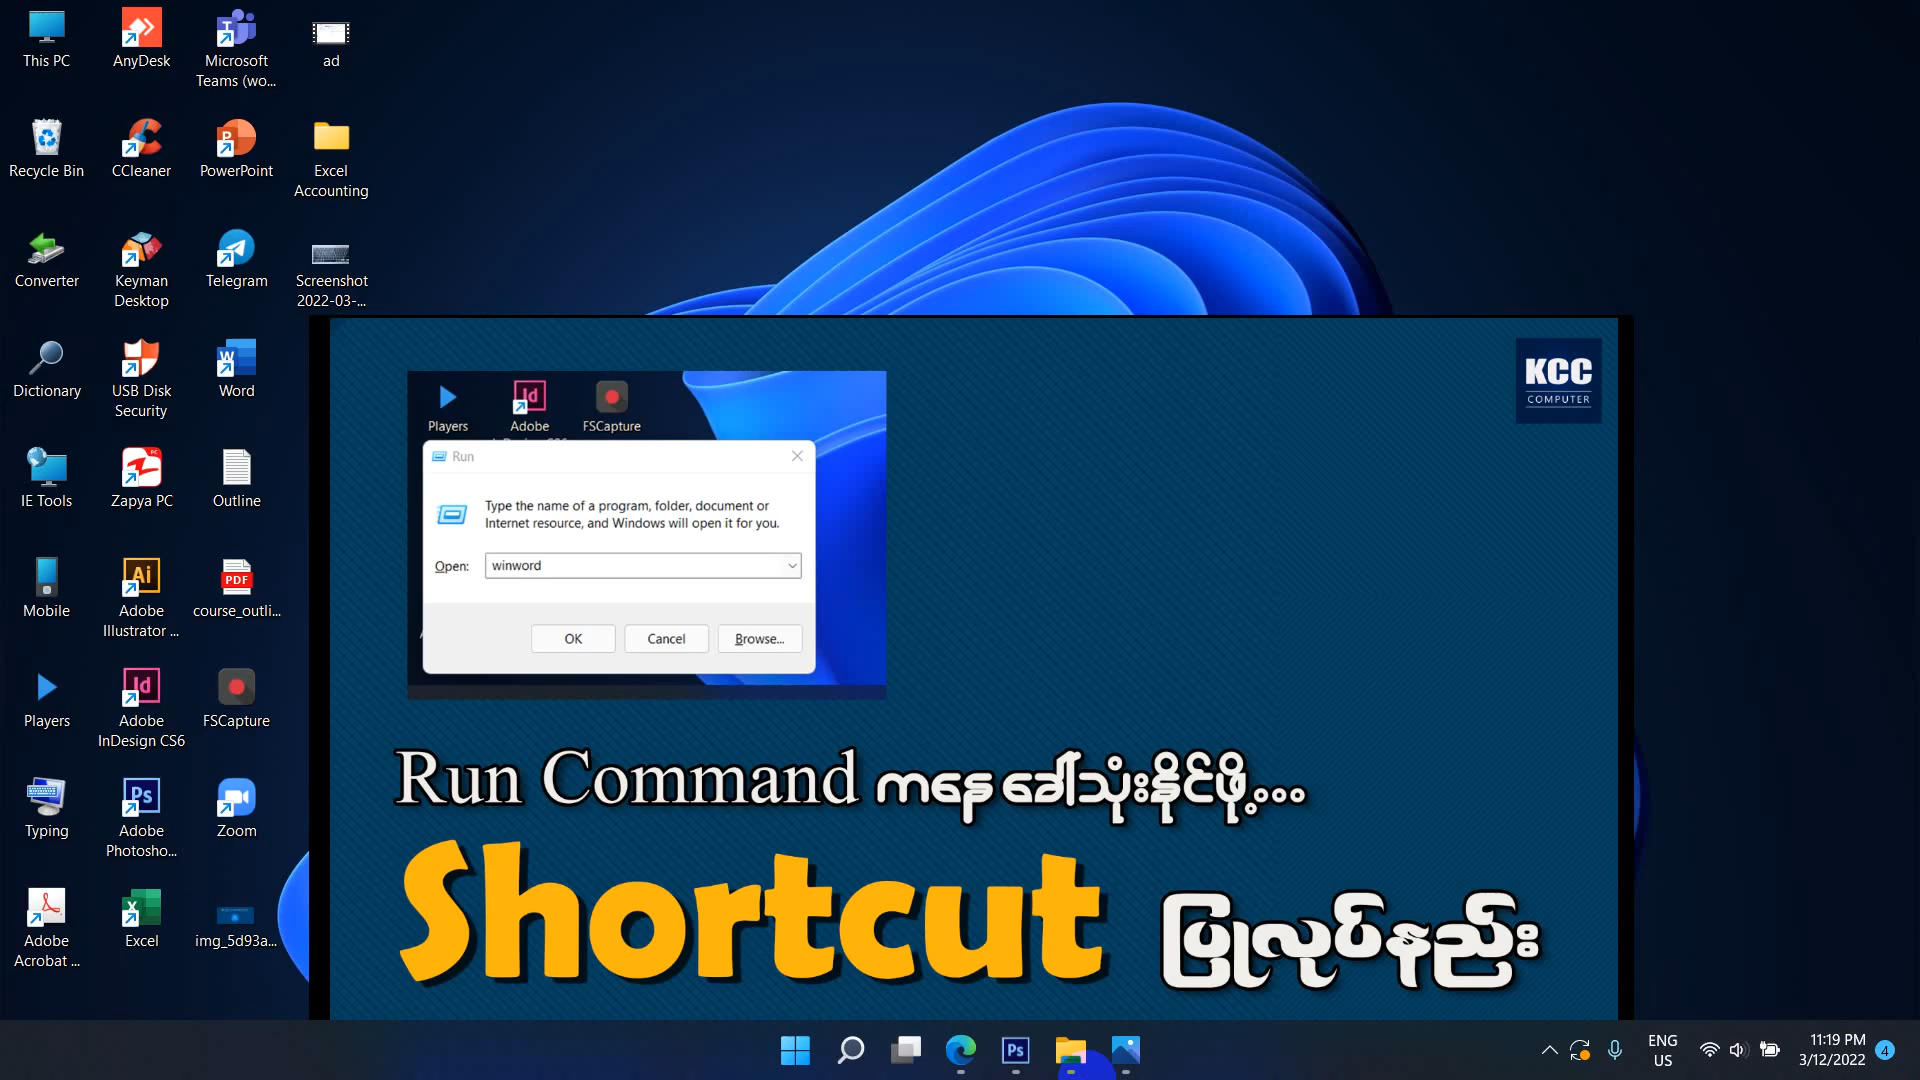 This PC
AnyDesk
Microsoft
Teams (wo...
ad
Recycle Bin
CCleaner
PowerPoint
Excel
Accounting
Converter
Keyman
Desktop
Telegram
Screenshot
2022-03-...
Dictionary
USB Disk
Security
Word
IE Tools
Zapya PC
Outline
Mobile
Adobe
Illustrator ...
course_outli...
Players
Adobe
InDesign CS6
FSCapture
Typing
Adobe
Photosho...
Zoom
Adobe
Acrobat ...
Excel
img_5d93a...
KCC
COMPUTER
Players
Adobe
FSCapture
Run
Type the name of a program, folder, document or
Internet resource, and Windows will open it for you.
Open: winword
OK
Cancel
Browse...
Run Command ကနေ ခေါ်သုံးနိုင်ဖို့...
Shortcut ပြုလုပ်နည်း
ENG
US
11:19 PM
3/12/2022
4